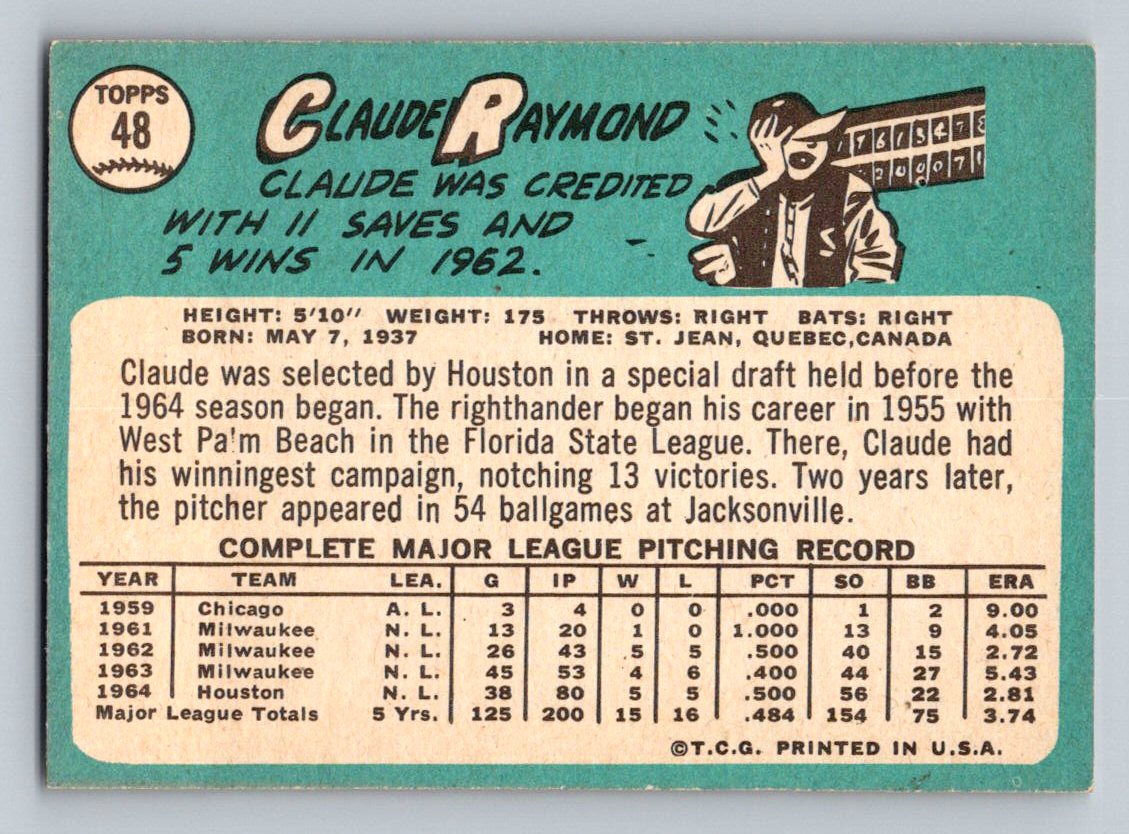 TOPPS
48
CLAUDE RAYMOND
CLAUDE WAS CREDITED
WITH 11 SAVES AND
5 WINS IN 1962.
HEIGHT: 5'10" WEIGHT: 175 THROWS: RIGHT BATS: RIGHT
BORN: MAY 7, 1937 HOME: ST. JEAN, QUEBEC,CANADA
Claude was selected by Houston in a special draft held before the
1964 season began. The righthander began his career in 1955 with
West Pa'm Beach in the Florida State League. There, Claude had
his winningest campaign, notching 13 victories. Two years later,
the pitcher appeared in 54 ballgames at Jacksonville.
COMPLETE MAJOR LEAGUE PITCHING RECORD
YEAR TEAM LEA. G IP W L PCT SO BB ERA
1959 Chicago A. L. 3 4 0 0 .000 1 2 9.00
1961 Milwaukee N. L. 13 20 1 0 1.000 13 9 4.05
1962 Milwaukee N. L. 26 43 5 5 .500 40 15 2.72
1963 Milwaukee N. L. 45 53 4 6 .400 44 27 5.43
1964 Houston N. L. 38 80 5 5 .500 56 22 2.81
Major League Totals 5 Yrs. 125 200 15 16 .484 154 75 3.74
©T.C.G. PRINTED IN U.S.A.